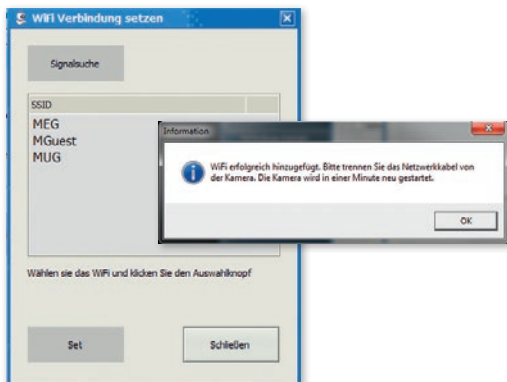 WiFi Verbindung setzen
Signalsuche
SSID
MEG
MGuest
MUG
Information
WiFi erfolgreich hinzugefügt. Bitte trennen Sie das Netzwerkkabel von
der Kamera. Die Kamera wird in einer Minute neu gestartet.
OK
Wählen sie das WiFi und klicken Sie den Auswahlknopf
Set
Schließen